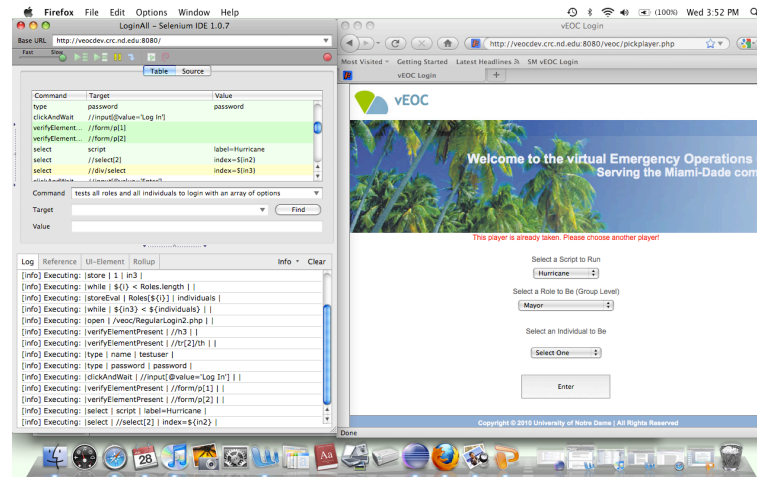 Firefox File Edit Options Window Help
(100%) Wed 3:52 PM
LoginAll - Selenium IDE 1.0.7
Base URL http://veocdev.crc.nd.edu:8080/
Fast Slow
Table Source
Command Target Value
type password password
clickAndWait //input[@value='Log In']
verifyElement... //form/p[1]
verifyElement... //form/p[2]
select script label=Hurricane
select //select[2] index=${in2}
select //div/select index=${in3}
clickAndWait //input[@value='Enter']
Command tests all roles and all individuals to login with an array of options
Target Find
Value
Log Reference UI-Element Rollup Info Clear
[info] Executing: |store | 1 | in3 |
[info] Executing: |while | ${i} < Roles.length | |
[info] Executing: |storeEval | Roles[${i}] | individuals |
[info] Executing: |while | ${in3} < ${individuals} | |
[info] Executing: |open | /veoc/RegularLogin2.php | |
[info] Executing: |verifyElementPresent | //h3 | |
[info] Executing: |verifyElementPresent | //tr[2]/th | |
[info] Executing: |type | name | testuser |
[info] Executing: |type | password | password |
[info] Executing: |clickAndWait | //input[@value='Log In'] | |
[info] Executing: |verifyElementPresent | //form/p[1] | |
[info] Executing: |verifyElementPresent | //form/p[2] | |
[info] Executing: |select | script | label=Hurricane |
[info] Executing: |select | //select[2] | index=${in2} |
vEOC Login
http://veocdev.crc.nd.edu:8080/veoc/pickplayer.php
Most Visited Getting Started Latest Headlines SM vEOC Login
vEOC Login +
vEOC
Welcome to the virtual Emergency Operations
Serving the Miami-Dade com
This player is already taken. Please choose another player!
Select a Script to Run
Hurricane
Select a Role to Be (Group Level)
Mayor
Select an Individual to Be
Select One
Enter
Copyright © 2010 University of Notre Dame | All Rights Reserved
Done
28
Aa